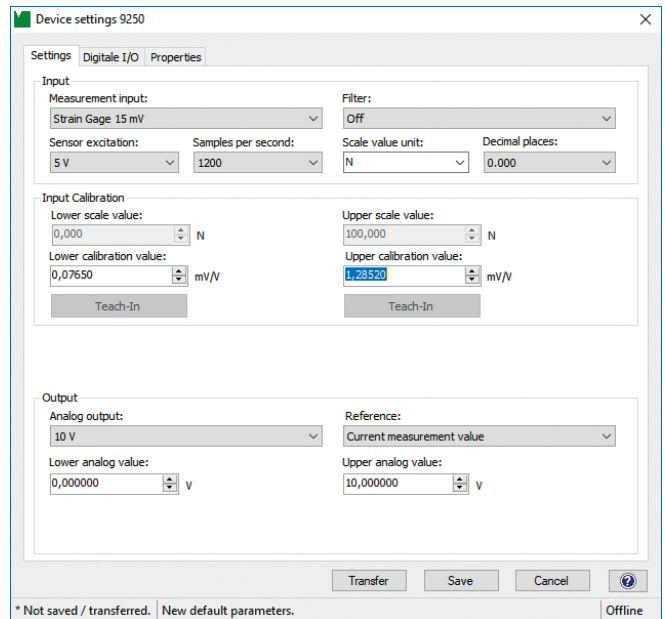 Device settings 9250
Settings Digitale I/O Properties
Input
Measurement input: Filter:
Strain Gage 15 mV Off
Sensor excitation: Samples per second: Scale value unit: Decimal places:
5 V 1200 N 0.000
Input Calibration
Lower scale value: Upper scale value:
0,000 N 100,000 N
Lower calibration value: Upper calibration value:
0,07650 mV/V 1,28520 mV/V
Teach-In Teach-In
Output
Analog output: Reference:
10 V Current measurement value
Lower analog value: Upper analog value:
0,000000 V 10,000000 V
Transfer Save Cancel ?
* Not saved / transferred. New default parameters. Offline